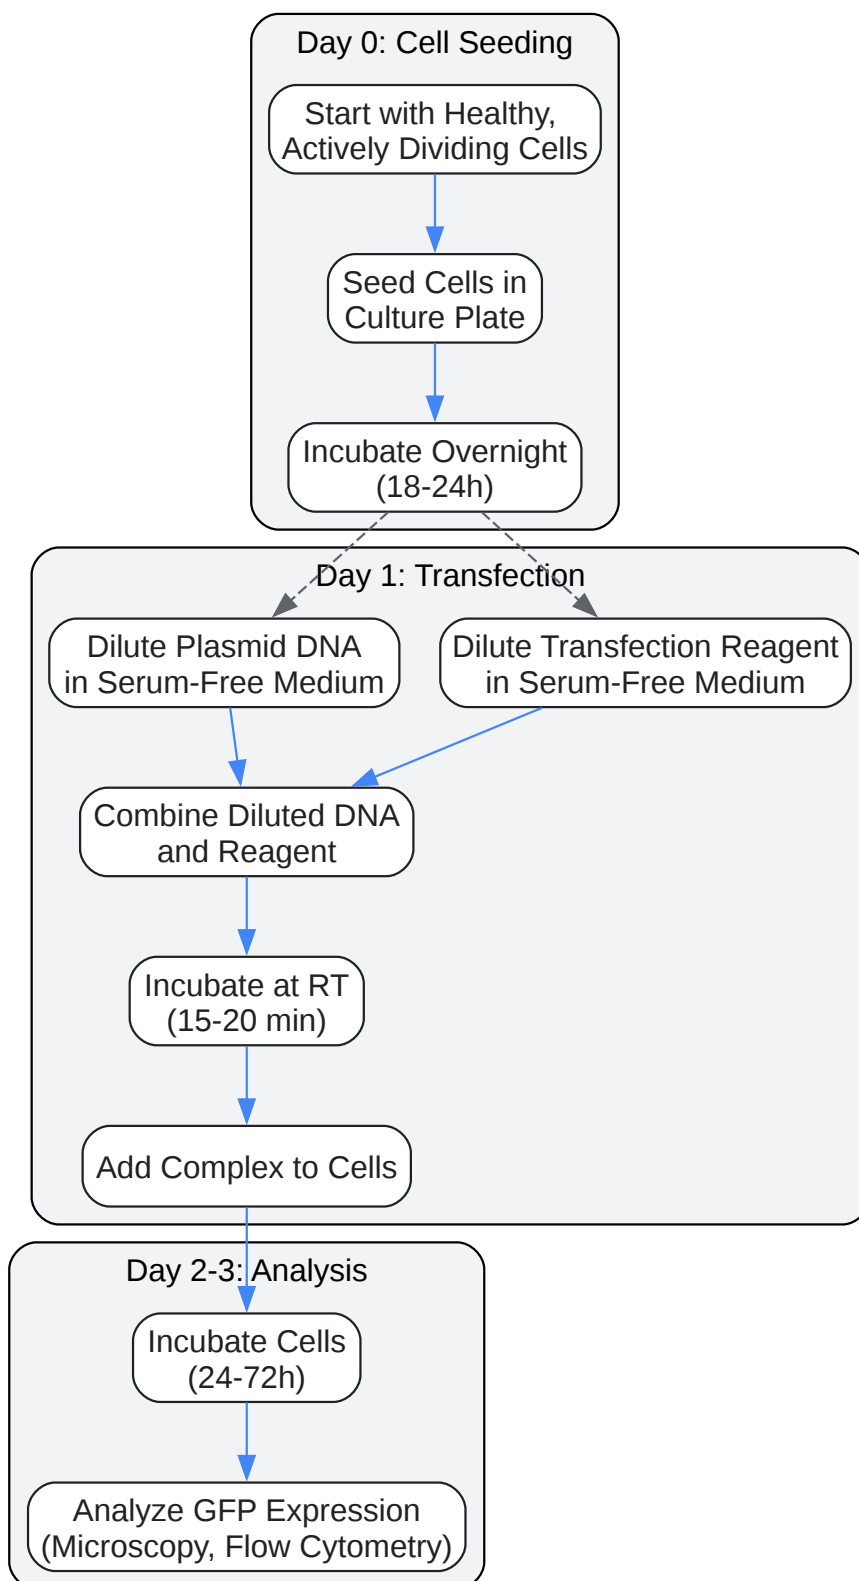 Day 0: Cell Seeding
Start with Healthy,
Actively Dividing Cells
Seed Cells in
Culture Plate
Incubate Overnight
(18-24h)
Day 1: Transfection
Dilute Plasmid DNA
in Serum-Free Medium
Dilute Transfection Reagent
in Serum-Free Medium
Combine Diluted DNA
and Reagent
Incubate at RT
(15-20 min)
Add Complex to Cells
Day 2-3: Analysis
Incubate Cells
(24-72h)
Analyze GFP Expression
(Microscopy, Flow Cytometry)